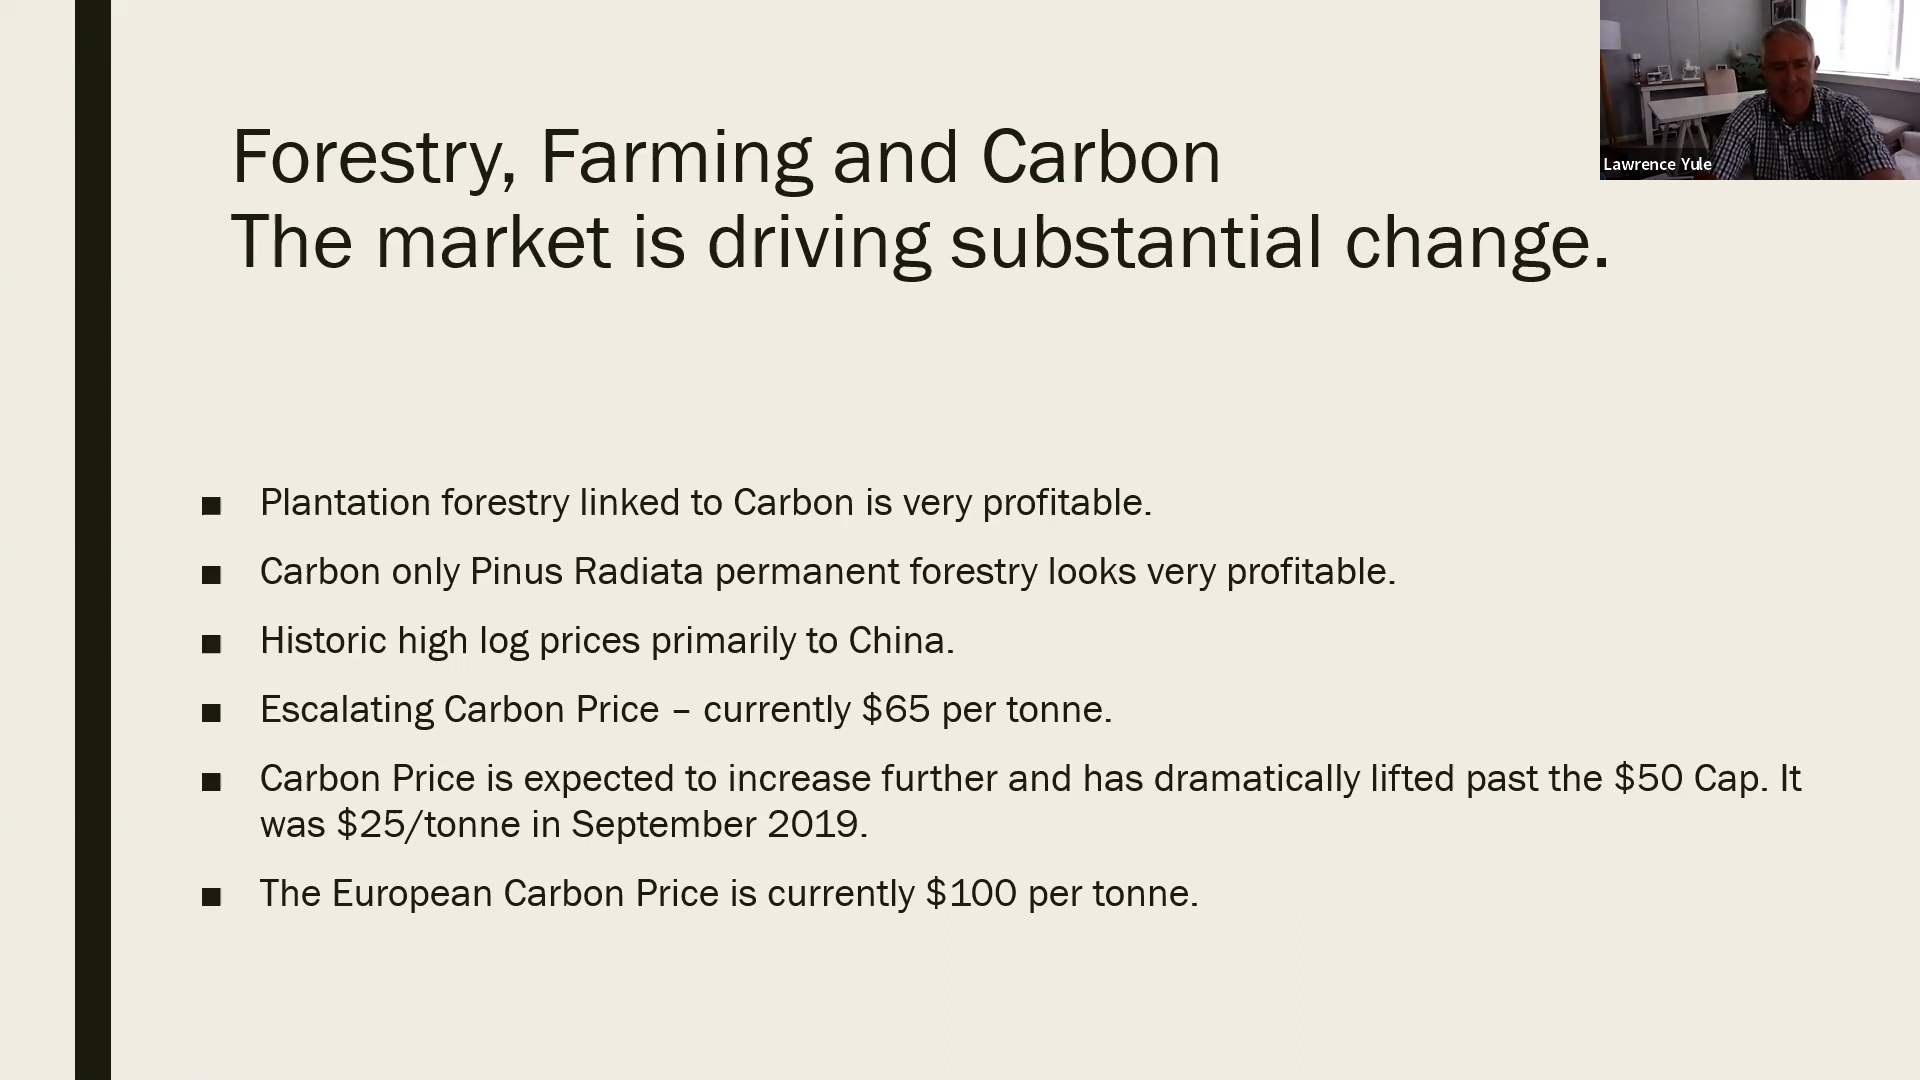 Forestry, Farming and Carbon
The market is driving substantial change.
Lawrence Yule
■ Plantation forestry linked to Carbon is very profitable.
■ Carbon only Pinus Radiata permanent forestry looks very profitable.
■ Historic high log prices primarily to China.
■ Escalating Carbon Price – currently $65 per tonne.
■ Carbon Price is expected to increase further and has dramatically lifted past the $50 Cap. It
was $25/tonne in September 2019.
■ The European Carbon Price is currently $100 per tonne.